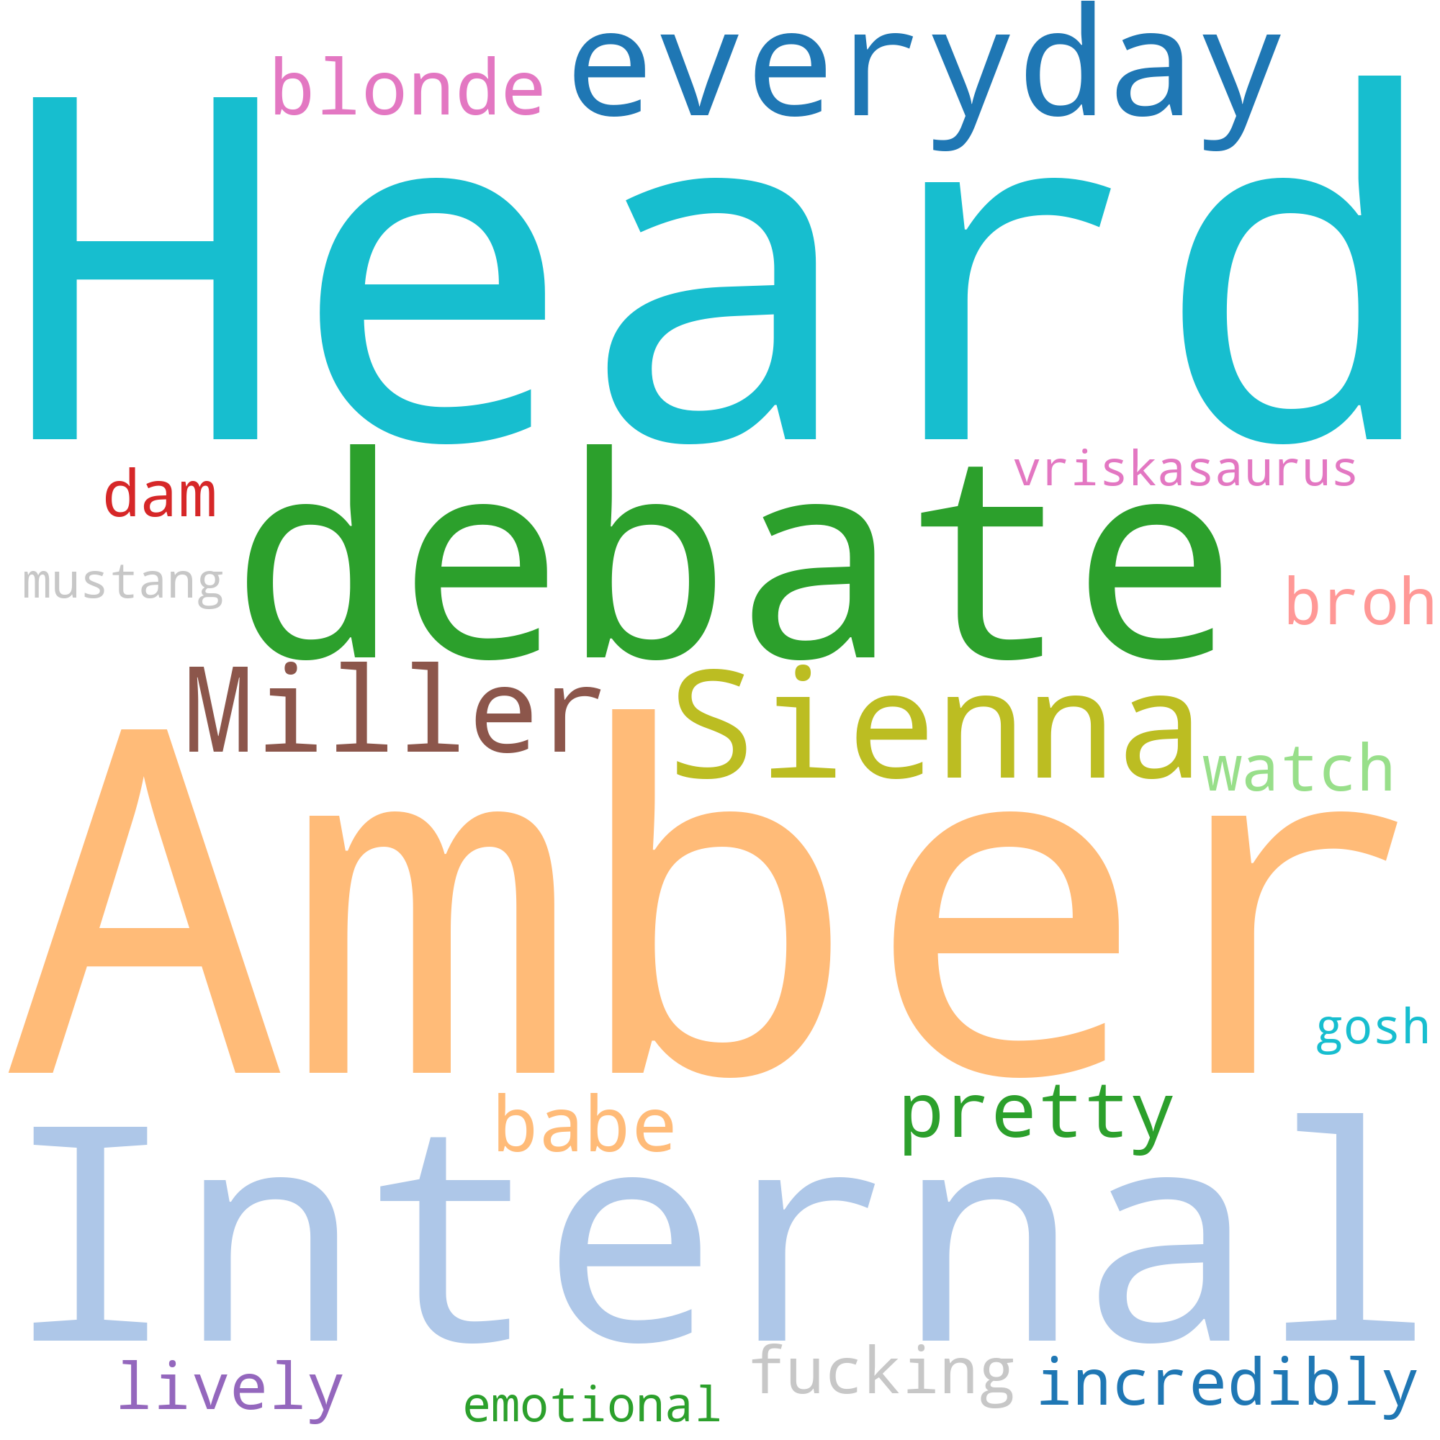 blonde everyday
Heard
dam debate vriskasaurus
mustang broh
Miller Sienna watch
Amber
gosh
babe pretty
Internal
lively emotional fucking incredibly